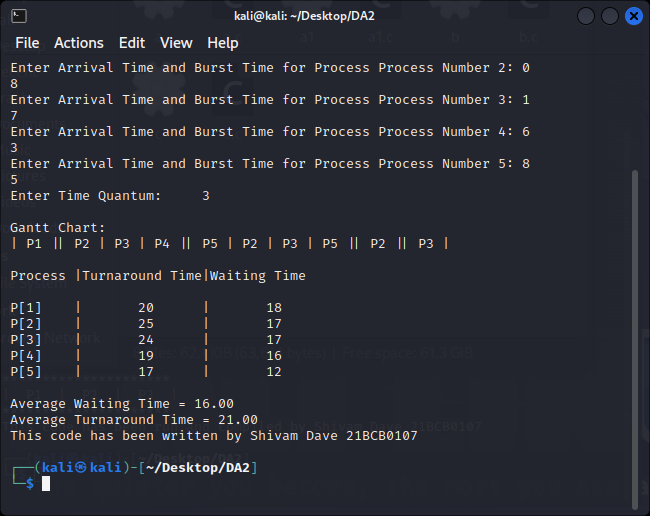 kali@kali: ~/Desktop/DA2
File Actions Edit View Help
Enter Arrival Time and Burst Time for Process Process Number 2: 0
8
Enter Arrival Time and Burst Time for Process Process Number 3: 1
7
Enter Arrival Time and Burst Time for Process Process Number 4: 6
3
Enter Arrival Time and Burst Time for Process Process Number 5: 8
5
Enter Time Quantum:     3
Gantt Chart:
| P1 || P2 | P3 | P4 || P5 | P2 | P3 | P5 || P2 || P3 |
Process |Turnaround Time|Waiting Time
P[1]    |       20      |       18
P[2]    |       25      |       17
P[3]    |       24      |       17
P[4]    |       19      |       16
P[5]    |       17      |       12
Average Waiting Time = 16.00
Average Turnaround Time = 21.00
This code has been written by Shivam Dave 21BCB0107
┌──(kali㉿kali)-[~/Desktop/DA2]
└─$